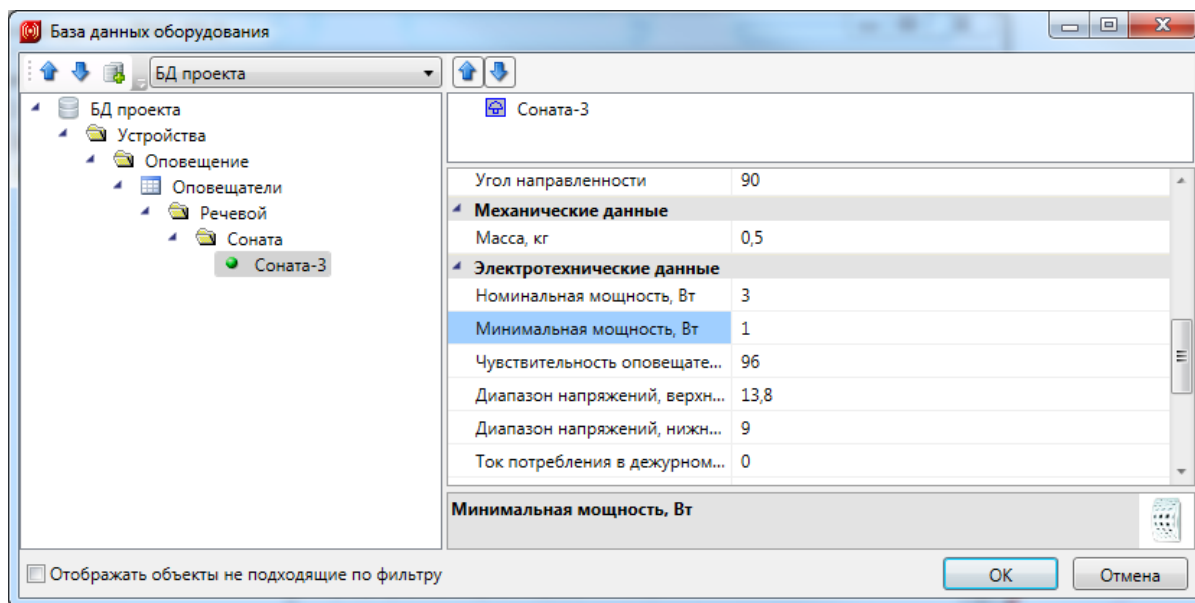 База данных оборудования
БД проекта
БД проекта
Устройства
Оповещение
Оповещатели
Речевой
Соната
Соната-3
Соната-3
Угол направленности 90
Механические данные
Масса, кг 0,5
Электротехнические данные
Номинальная мощность, Вт 3
Минимальная мощность, Вт 1
Чувствительность оповещате... 96
Диапазон напряжений, верхн... 13,8
Диапазон напряжений, нижн... 9
Ток потребления в дежурном... 0
Минимальная мощность, Вт
Отображать объекты не подходящие по фильтру
ОК
Отмена